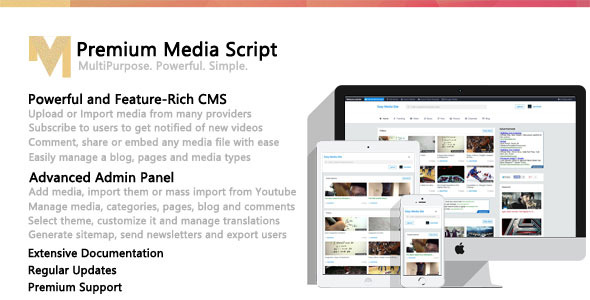 M Premium Media Script
MultiPurpose. Powerful. Simple.
Powerful and Feature-Rich CMS
Upload or Import media from many providers
Subscribe to users to get notified of new videos
Comment, share or embed any media file with ease
Easily manage a blog, pages and media types
Advanced Admin Panel
Add media, import them or mass import from Youtube
Manage media, categories, pages, blog and comments
Select theme, customize it and manage translations
Generate sitemap, send newsletters and export users
Extensive Documentation
Regular Updates
Premium Support